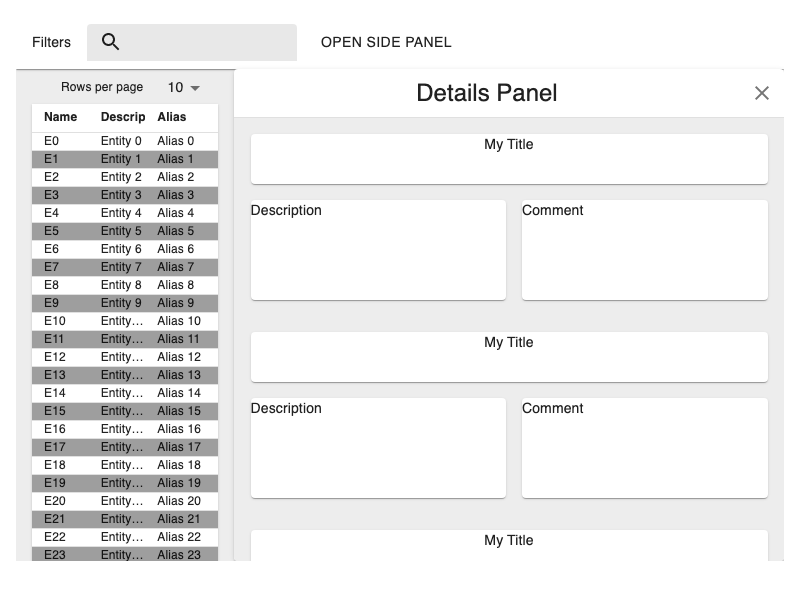 Filters
OPEN SIDE PANEL
Rows per page 10
Details Panel
Name Descrip Alias
E0 Entity 0 Alias 0
E1 Entity 1 Alias 1
E2 Entity 2 Alias 2
E3 Entity 3 Alias 3
E4 Entity 4 Alias 4
E5 Entity 5 Alias 5
E6 Entity 6 Alias 6
E7 Entity 7 Alias 7
E8 Entity 8 Alias 8
E9 Entity 9 Alias 9
E10 Entity… Alias 10
E11 Entity… Alias 11
E12 Entity… Alias 12
E13 Entity… Alias 13
E14 Entity… Alias 14
E15 Entity… Alias 15
E16 Entity… Alias 16
E17 Entity… Alias 17
E18 Entity… Alias 18
E19 Entity… Alias 19
E20 Entity… Alias 20
E21 Entity… Alias 21
E22 Entity… Alias 22
E23 Entity… Alias 23
My Title
Description
Comment
My Title
Description
Comment
My Title